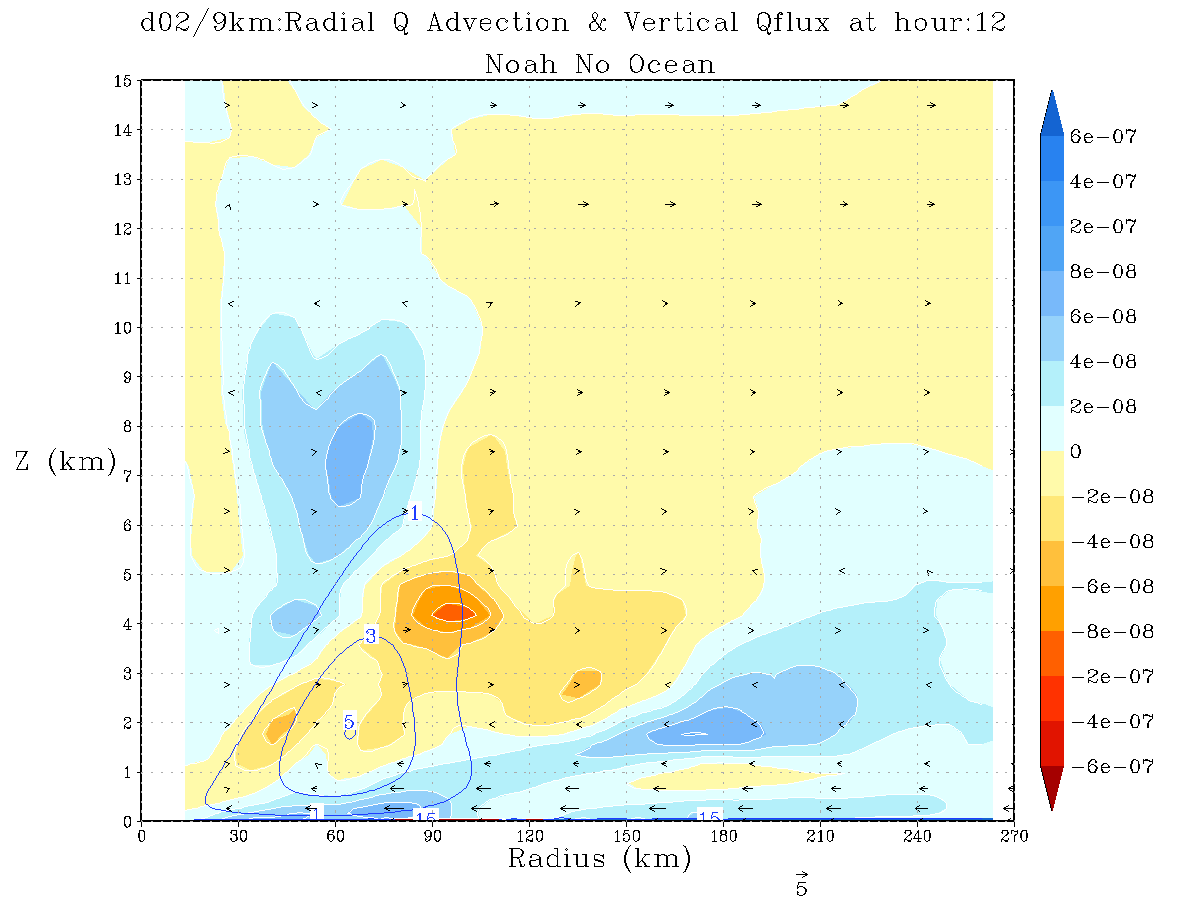 d02/9km:Radial Q Advection & Vertical Qflux at hour:12
Noah No Ocean
15
14
13
12
11
10
9
8
7
6
5
4
3
2
1
0
Z (km)
1
3
5
1
15
15
0 30 60 90 120 150 180 210 240 270
Radius (km)
5
6e-07
4e-07
2e-07
8e-08
6e-08
4e-08
2e-08
0
-2e-08
-4e-08
-6e-08
-8e-08
-2e-07
-4e-07
-6e-07